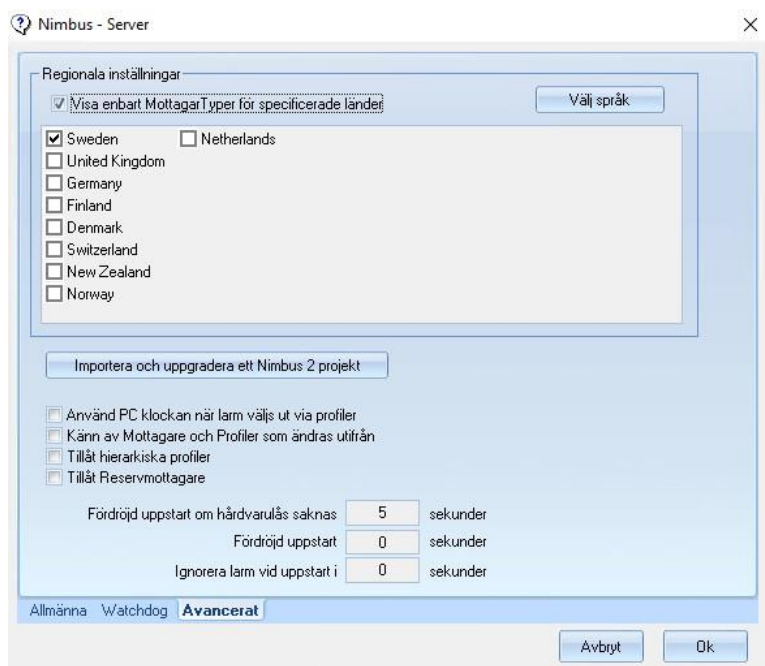 Nimbus - Server
Regionala inställningar
Visa enbart MottagarTyper för specificerade länder
Välj språk
Sweden
Netherlands
United Kingdom
Germany
Finland
Denmark
Switzerland
New Zealand
Norway
Importera och uppgradera ett Nimbus 2 projekt
Använd PC klockan när larm väljs ut via profiler
Känn av Mottagare och Profiler som ändras utifrån
Tillåt hierarkiska profiler
Tillåt Reservmottagare
Fördröjd uppstart om hårdvarulås saknas 5 sekunder
Fördröjd uppstart 0 sekunder
Ignorera larm vid uppstart i 0 sekunder
Allmänna Watchdog Avancerat
Avbryt Ok